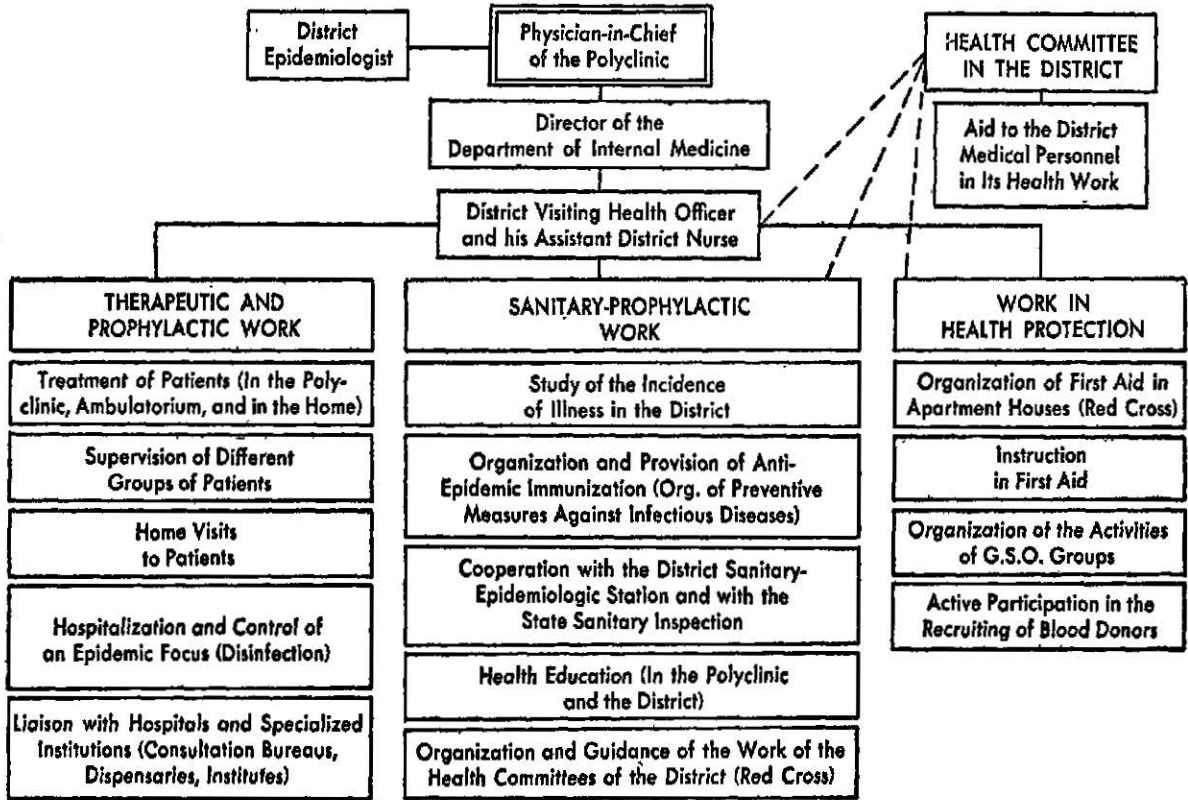 District
Epidemiologist
Physician-in-Chief
of the Polyclinic
HEALTH COMMITTEE
IN THE DISTRICT
Director of the
Department of Internal Medicine
Aid to the District
Medical Personnel
in Its Health Work
District Visiting Health Officer
and his Assistant District Nurse
THERAPEUTIC AND
PROPHYLACTIC WORK
Treatment of Patients (In the Poly-
clinic, Ambulatorium, and in the Home)
Supervision of Different
Groups of Patients
Home Visits
to Patients
Hospitalization and Control of
an Epidemic Focus (Disinfection)
Liaison with Hospitals and Specialized
Institutions (Consultation Bureaus,
Dispensaries, Institutes)
SANITARY-PROPHYLACTIC
WORK
Study of the Incidence
of Illness in the District
Organization and Provision of Anti-
Epidemic Immunization (Org. of Preventive
Measures Against Infectious Diseases)
Cooperation with the District Sanitary-
Epidemiologic Station and with the
State Sanitary Inspection
Health Education (In the Polyclinic
and the District)
Organization and Guidance of the Work of the
Health Committees of the District (Red Cross)
WORK IN
HEALTH PROTECTION
Organization of First Aid in
Apartment Houses (Red Cross)
Instruction
in First Aid
Organization of the Activities
of G.S.O. Groups
Active Participation in the
Recruiting of Blood Donors